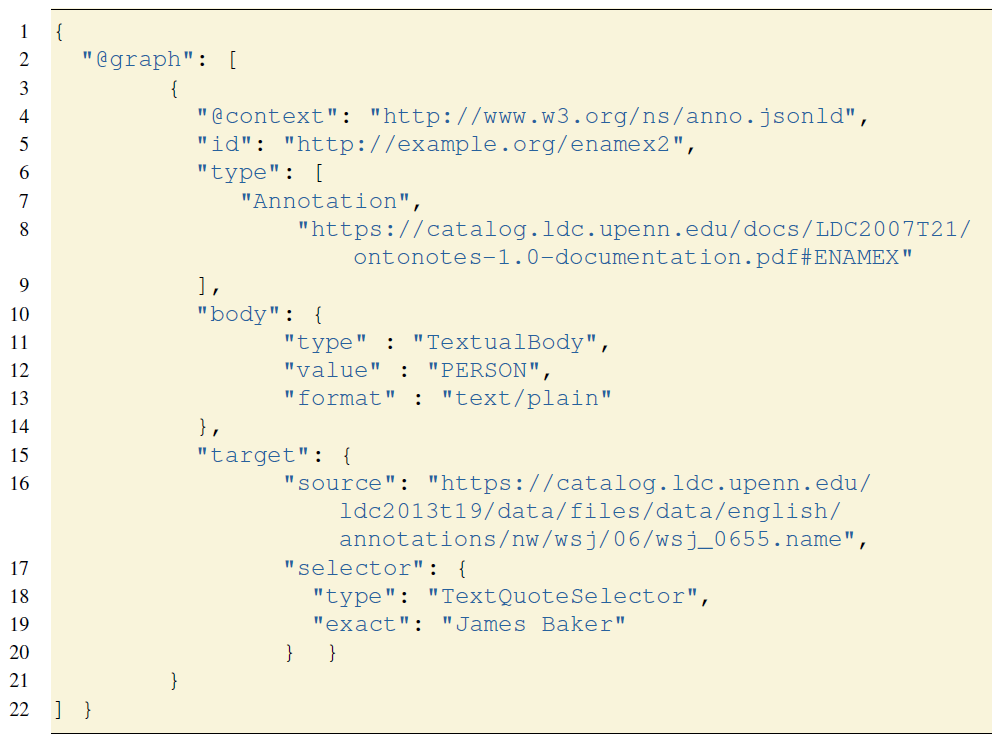 1 {
2 "@graph": [
3 {
4 "@context": "http://www.w3.org/ns/anno.jsonld",
5 "id": "http://example.org/enamex2",
6 "type": [
7 "Annotation",
8 "https://catalog.ldc.upenn.edu/docs/LDC2007T21/
ontonotes-1.0-documentation.pdf#ENAMEX"
9 ],
10 "body": {
11 "type" : "TextualBody",
12 "value" : "PERSON",
13 "format" : "text/plain"
14 },
15 "target": {
16 "source": "https://catalog.ldc.upenn.edu/
ldc2013t19/data/files/data/english/
annotations/nw/wsj/06/wsj_0655.name",
17 "selector": {
18 "type": "TextQuoteSelector",
19 "exact": "James Baker"
20 } }
21 }
22 ] }